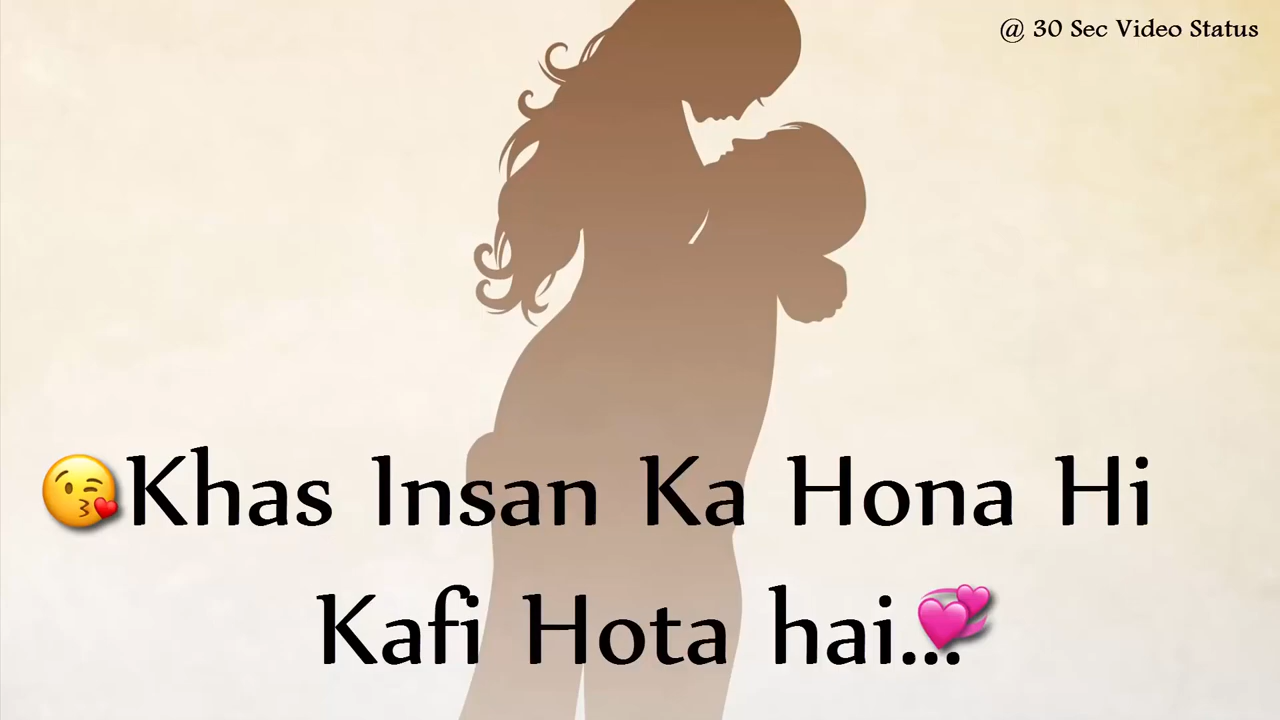 @ 30 Sec Video Status
😘Khas Insan Ka Hona Hi
Kafi Hota hai...💞